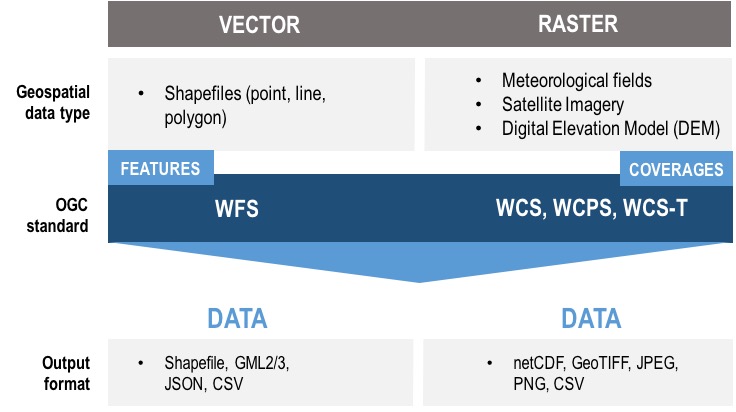 VECTOR RASTER
Geospatial
data type
• Shapefiles (point, line,
polygon)
• Meteorological fields
• Satellite Imagery
• Digital Elevation Model (DEM)
FEATURES COVERAGES
OGC
standard
WFS WCS, WCPS, WCS-T
DATA DATA
Output
format
• Shapefile, GML2/3,
JSON, CSV
• netCDF, GeoTIFF, JPEG,
PNG, CSV